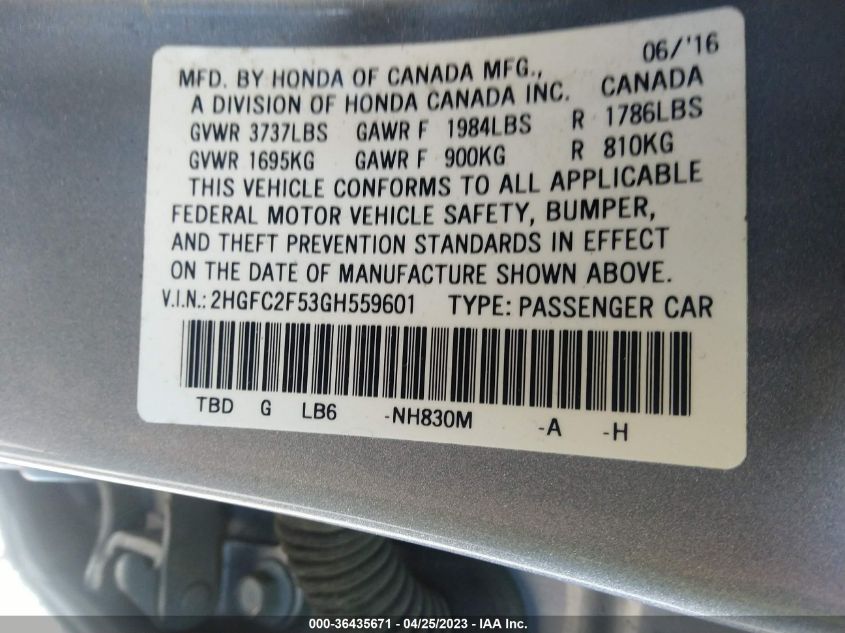 06/'16
MFD. BY HONDA OF CANADA MFG.,
A DIVISION OF HONDA CANADA INC. CANADA
GVWR 3737LBS GAWR F 1984LBS R 1786LBS
GVWR 1695KG GAWR F 900KG R 810KG
THIS VEHICLE CONFORMS TO ALL APPLICABLE
FEDERAL MOTOR VEHICLE SAFETY, BUMPER,
AND THEFT PREVENTION STANDARDS IN EFFECT
ON THE DATE OF MANUFACTURE SHOWN ABOVE.
V.I.N.: 2HGFC2F53GH559601 TYPE: PASSENGER CAR
TBD G LB6 -NH830M -A -H
000-36435671 - 04/25/2023 - IAA Inc.